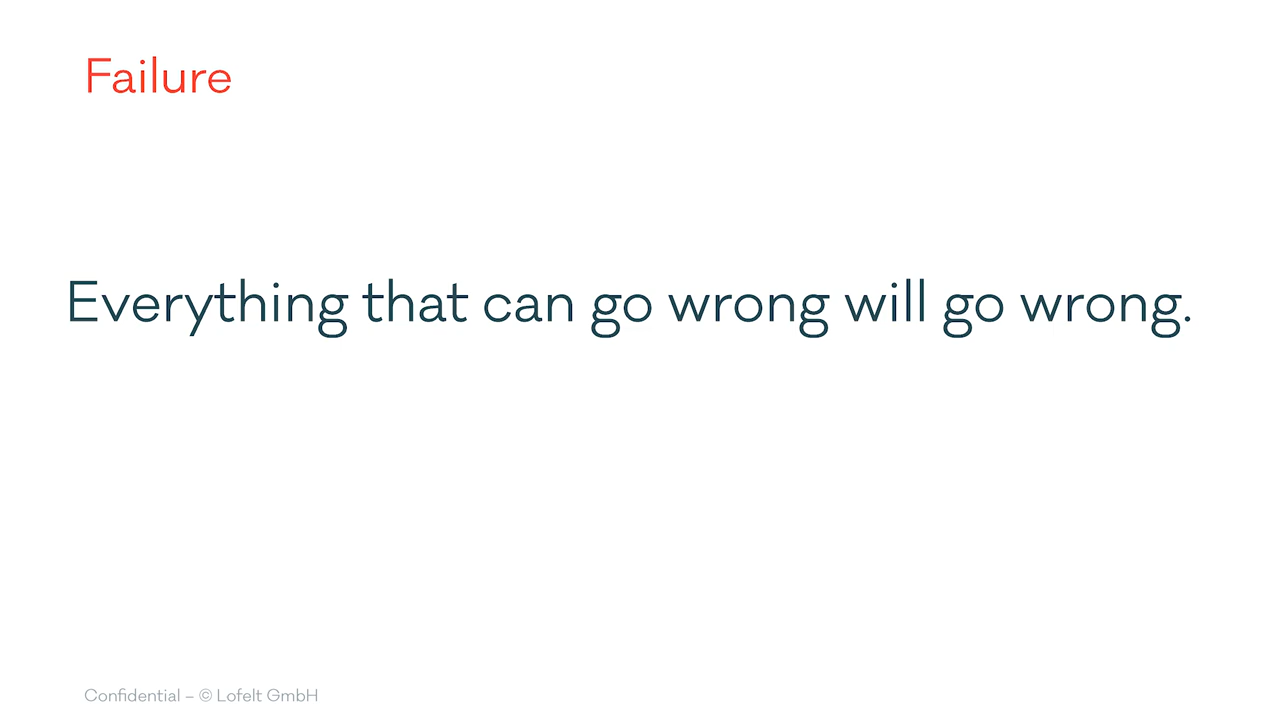 Failure
Everything that can go wrong will go wrong.
Confidential – © Lofelt GmbH